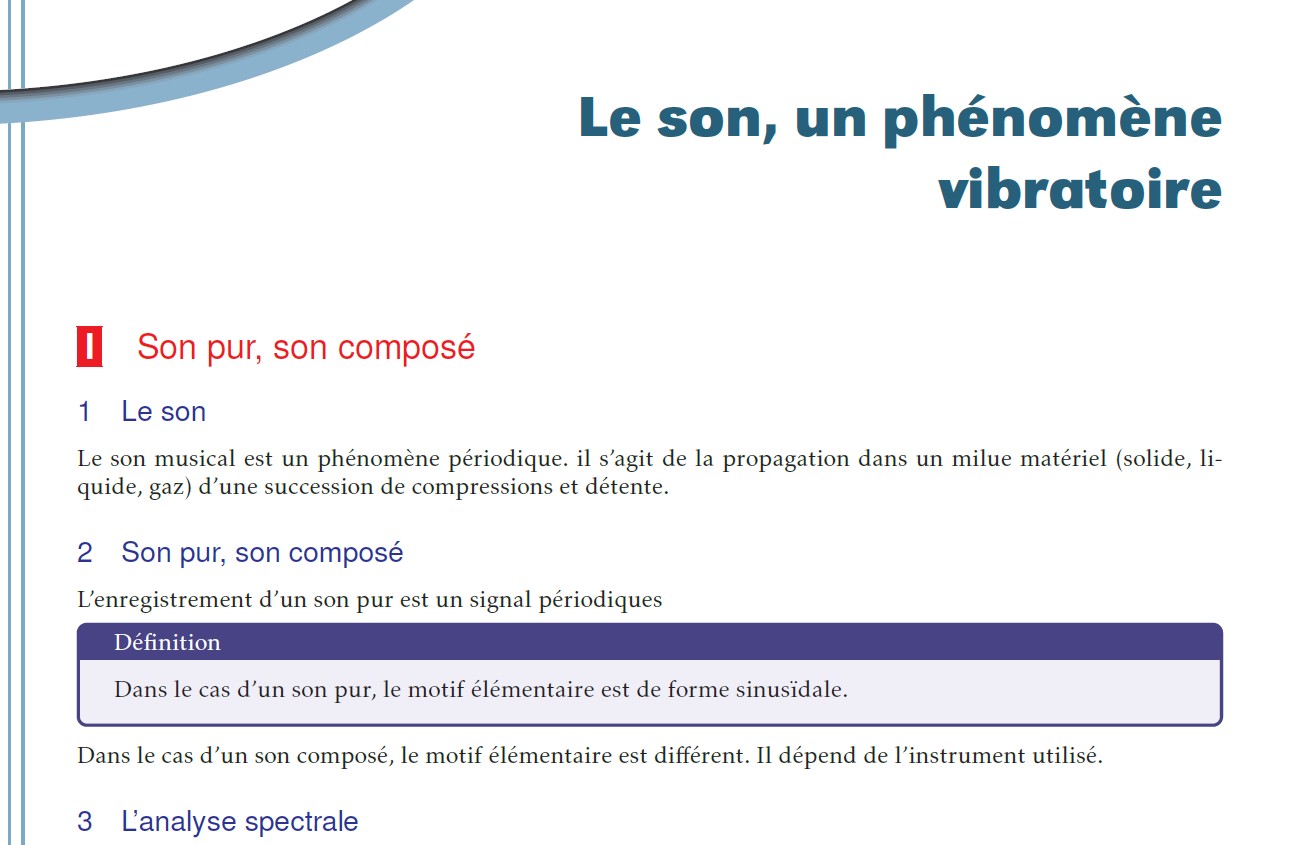 Le son, un phénomène
vibratoire
I Son pur, son composé
1 Le son
Le son musical est un phénomène périodique. il s’agit de la propagation dans un milue matériel (solide, li-
quide, gaz) d’une succession de compressions et détente.
2 Son pur, son composé
L’enregistrement d’un son pur est un signal périodiques
Définition
Dans le cas d’un son pur, le motif élémentaire est de forme sinusïdale.
Dans le cas d’un son composé, le motif élémentaire est différent. Il dépend de l’instrument utilisé.
3 L’analyse spectrale